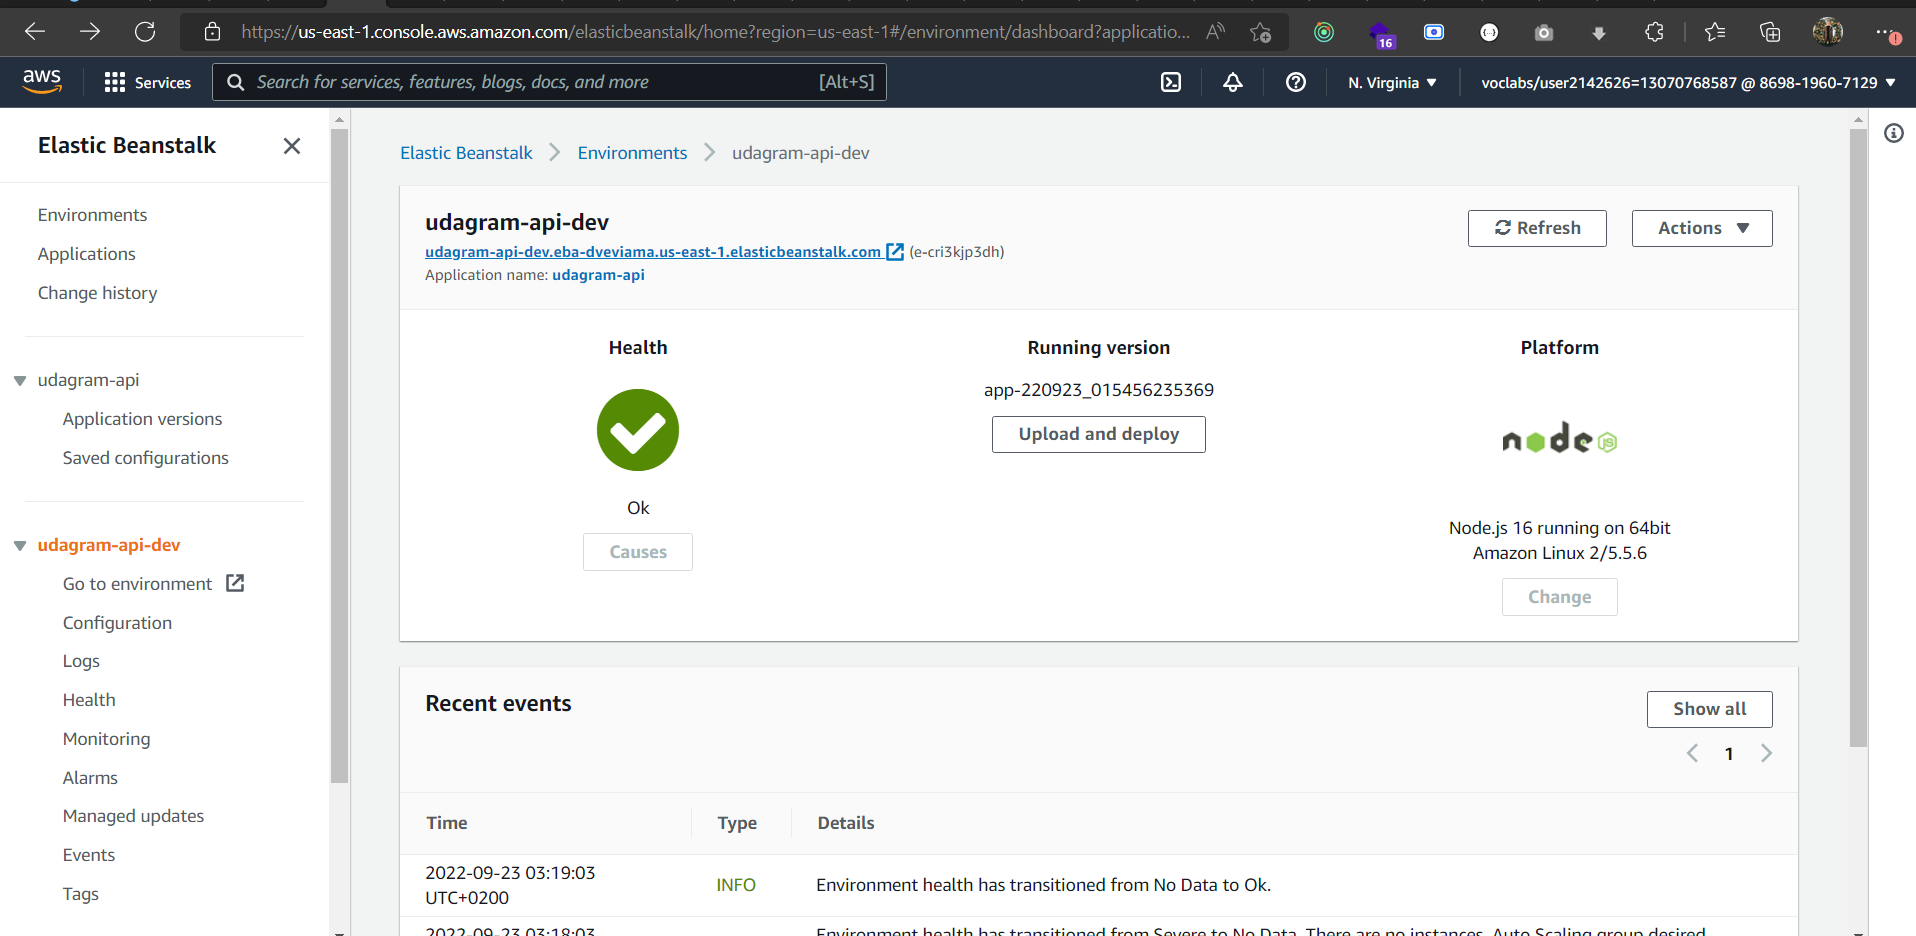 https://us-east-1.console.aws.amazon.com/elasticbeanstalk/home?region=us-east-1#/environment/dashboard?applicatio...
16
aws
Services
Search for services, features, blogs, docs, and more
[Alt+S]
N. Virginia
voclabs/user2142626=13070768587 @ 8698-1960-7129
Elastic Beanstalk
Environments
Applications
Change history
udagram-api
Application versions
Saved configurations
udagram-api-dev
Go to environment
Configuration
Logs
Health
Monitoring
Alarms
Managed updates
Events
Tags
Elastic Beanstalk
Environments
udagram-api-dev
udagram-api-dev
udagram-api-dev.eba-dveviama.us-east-1.elasticbeanstalk.com (e-cri3kjp3dh)
Application name: udagram-api
Refresh
Actions
Health
Ok
Causes
Running version
app-220923_015456235369
Upload and deploy
Platform
node JS
Node.js 16 running on 64bit
Amazon Linux 2/5.5.6
Change
Recent events
Show all
1
Time Type Details
2022-09-23 03:19:03
UTC+0200
INFO
Environment health has transitioned from No Data to Ok.
2022-09-23 03:18:03
Environment health has transitioned from Severe to No Data. There are no instances. Auto Scaling group desired